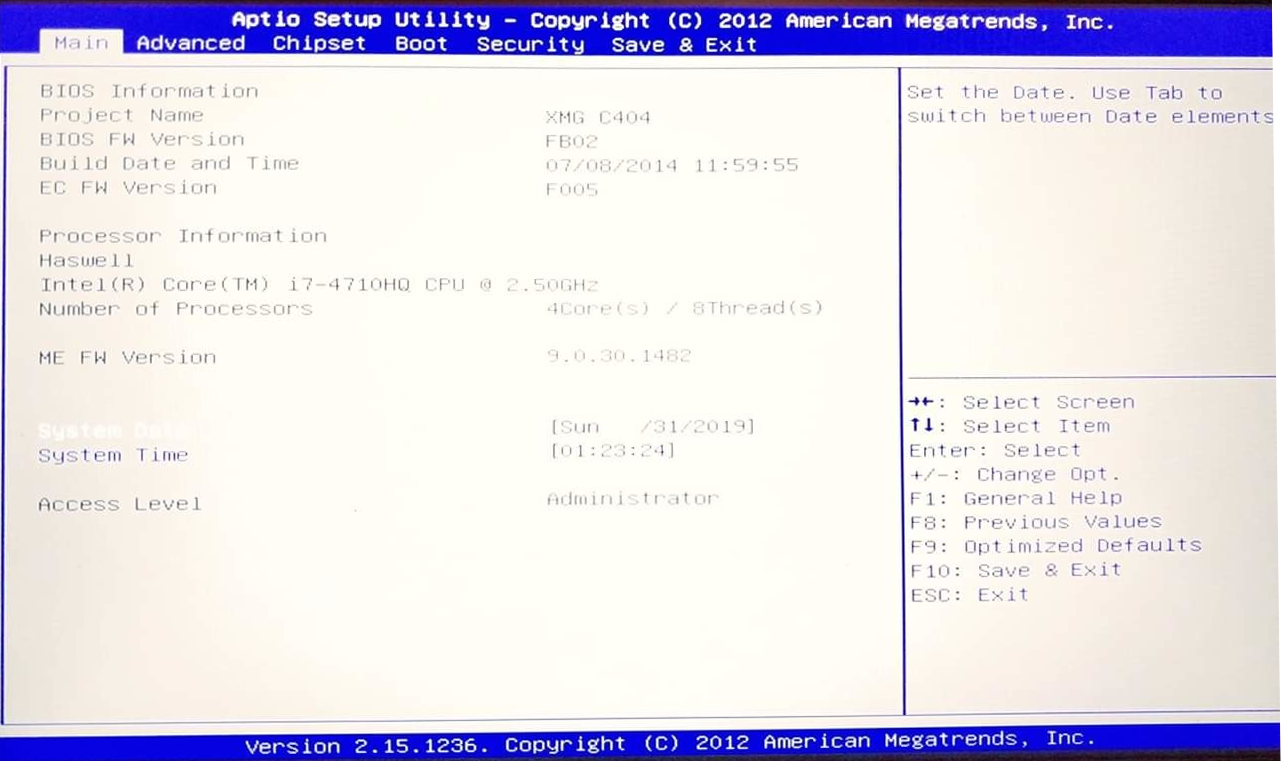 Aptio Setup Utility - Copyright (C) 2012 American Megatrends, Inc.
Main Advanced Chipset Boot Security Save & Exit
BIOS Information
Project Name XMG C404
BIOS FW Version FB02
Build Date and Time 07/08/2014 11:59:55
EC FW Version F005
Processor Information
Haswell
Intel(R) Core(TM) i7-4710HQ CPU @ 2.50GHz
Number of Processors 4Core(s) / 8Thread(s)
ME FW Version 9.0.30.1482
System Date [Sun /31/2019]
System Time [01:23:24]
Access Level Administrator
Set the Date. Use Tab to
switch between Date elements
→←: Select Screen
↑↓: Select Item
Enter: Select
+/-: Change Opt.
F1: General Help
F8: Previous Values
F9: Optimized Defaults
F10: Save & Exit
ESC: Exit
Version 2.15.1236. Copyright (C) 2012 American Megatrends, Inc.